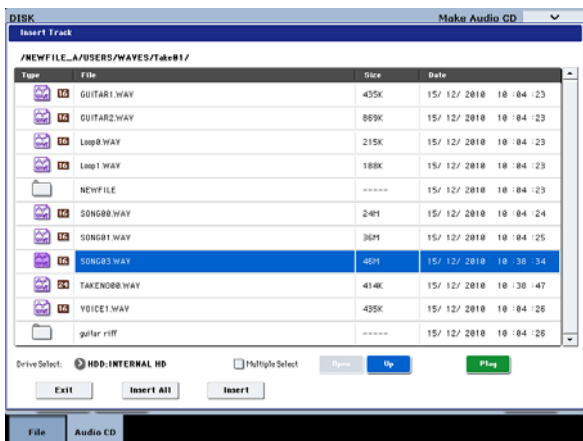 DISK Make Audio CD
Insert Track
/NEWFILE_A/USERS/WAVES/Take01/
Type File Size Date
16 GUITAR1.WAV 435K 15/ 12/ 2010 10 :04 :23
16 GUITAR2.WAV 869K 15/ 12/ 2010 10 :04 :23
16 Loop0.WAV 215K 15/ 12/ 2010 10 :04 :23
16 Loop1.WAV 188K 15/ 12/ 2010 10 :04 :23
NEWFILE ----- 15/ 12/ 2010 10 :04 :23
16 SONG00.WAV 24M 15/ 12/ 2010 10 :04 :24
16 SONG01.WAV 36M 15/ 12/ 2010 10 :04 :25
16 SONG03.WAV 46M 15/ 12/ 2010 10 :38 :34
24 TAKENO00.WAV 414K 15/ 12/ 2010 10 :38 :47
16 VOICE1.WAV 435K 15/ 12/ 2010 10 :04 :26
guitar riff ----- 15/ 12/ 2010 10 :04 :26
Drive Select: HDD:INTERNAL HD Multiple Select Open Up Play
Exit Insert All Insert
File Audio CD